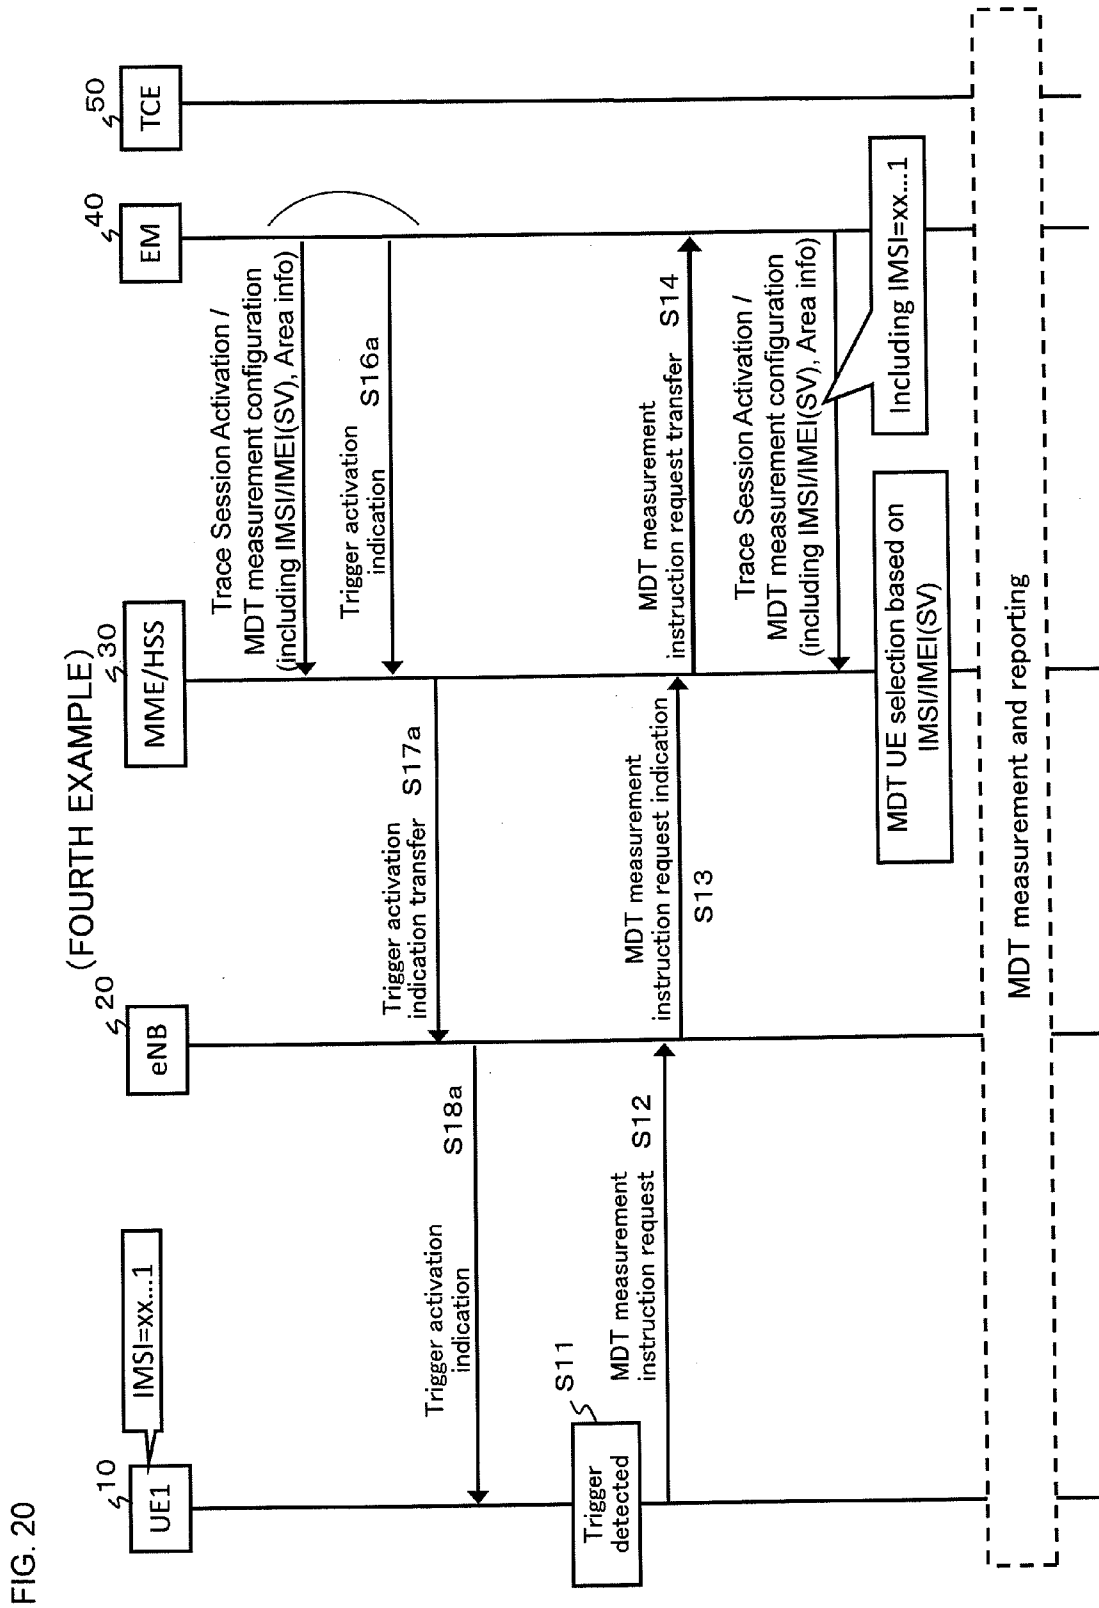 FIG. 20
(FOURTH EXAMPLE)
10
UE1
IMSI=xx...1
20
eNB
30
MME/HSS
40
EM
50
TCE
Trace Session Activation /
MDT measurement configuration
(including IMSI/IMEI(SV), Area info)
Trigger activation
indication
S16a
Trigger activation
indication transfer
S17a
Trigger activation
indication
S18a
Trigger
detected
S11
MDT measurement
instruction request
S12
MDT measurement
instruction request indication
S13
MDT measurement
instruction request transfer
S14
Trace Session Activation /
MDT measurement configuration
(including IMSI/IMEI(SV), Area info)
Including IMSI=xx...1
MDT UE selection based on
IMSI/IMEI(SV)
MDT measurement and reporting